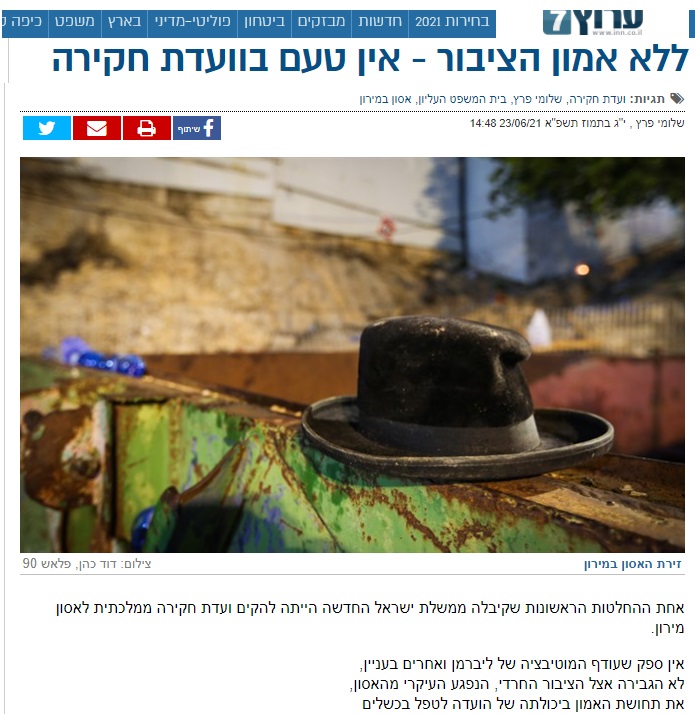 ערוץ 7
www.inn.co.il
בחירות 2021 חדשות מבזקים ביטחון פוליטי-מדיני בארץ משפט כיפה
ללא אמון הציבור - אין טעם בוועדת חקירה
תגיות: ועדת חקירה, שלומי פרץ, בית המשפט העליון, אסון במירון
שלומי פרץ , י"ג בתמוז תשפ"א 23/06/21 14:48
שיתוף
זירת האסון במירון
צילום: דוד כהן, פלאש 90
אחת ההחלטות הראשונות שקיבלה ממשלת ישראל החדשה הייתה להקים ועדת חקירה ממלכתית לאסון
מירון.
אין ספק שעודף המוטיבציה של ליברמן ואחרים בעניין,
לא הגבירה אצל הציבור החרדי, הנפגע העיקרי מהאסון,
את תחושת האמון ביכולתה של הועדה לטפל בכשלים